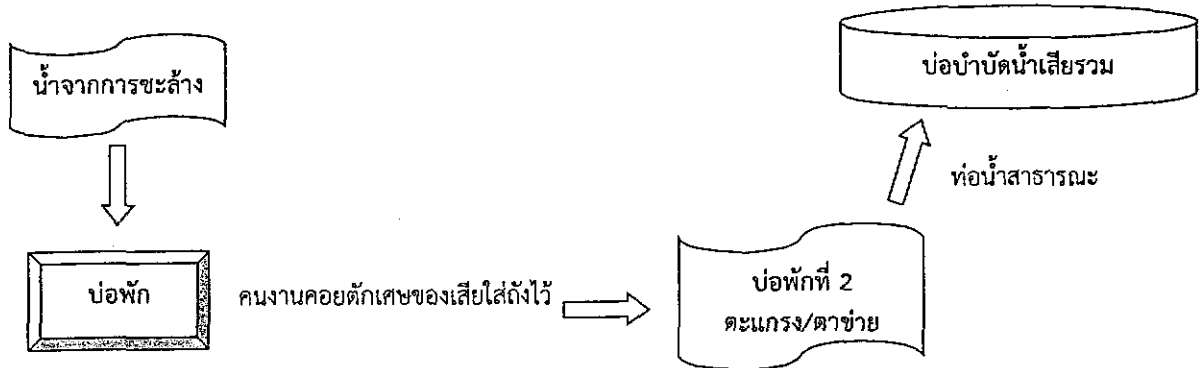 น้ำจากการชะล้าง
บ่อพัก
คนงานคอยตักเศษของเสียใส่ถังไว้
บ่อพักที่ 2
ตะแกรง/ตาข่าย
ท่อน้ำสาธารณะ
บ่อบำบัดน้ำเสียรวม